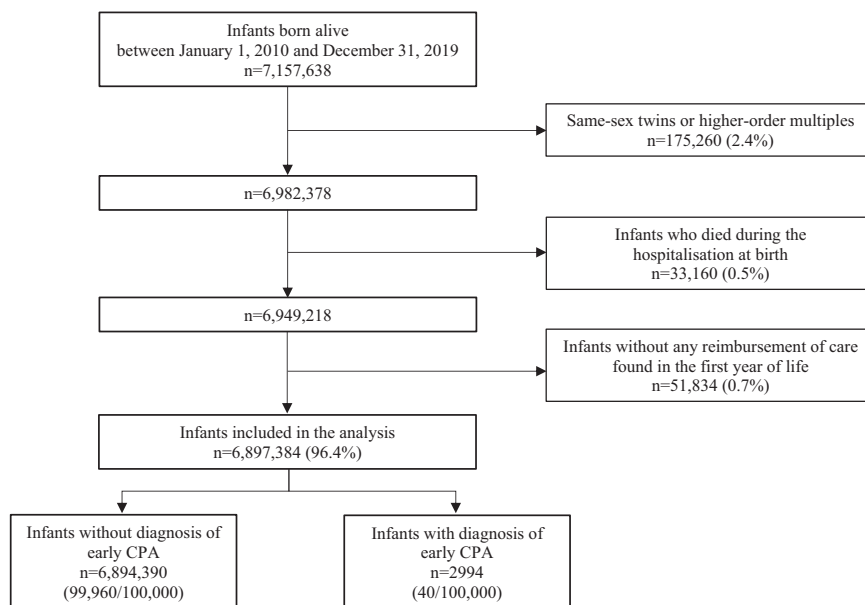 Infants born alive
between January 1, 2010 and December 31, 2019
n=7,157,638
Same-sex twins or higher-order multiples
n=175,260 (2.4%)
n=6,982,378
Infants who died during the
hospitalisation at birth
n=33,160 (0.5%)
n=6,949,218
Infants without any reimbursement of care
found in the first year of life
n=51,834 (0.7%)
Infants included in the analysis
n=6,897,384 (96.4%)
Infants without diagnosis of
early CPA
n=6,894,390
(99,960/100,000)
Infants with diagnosis of
early CPA
n=2994
(40/100,000)